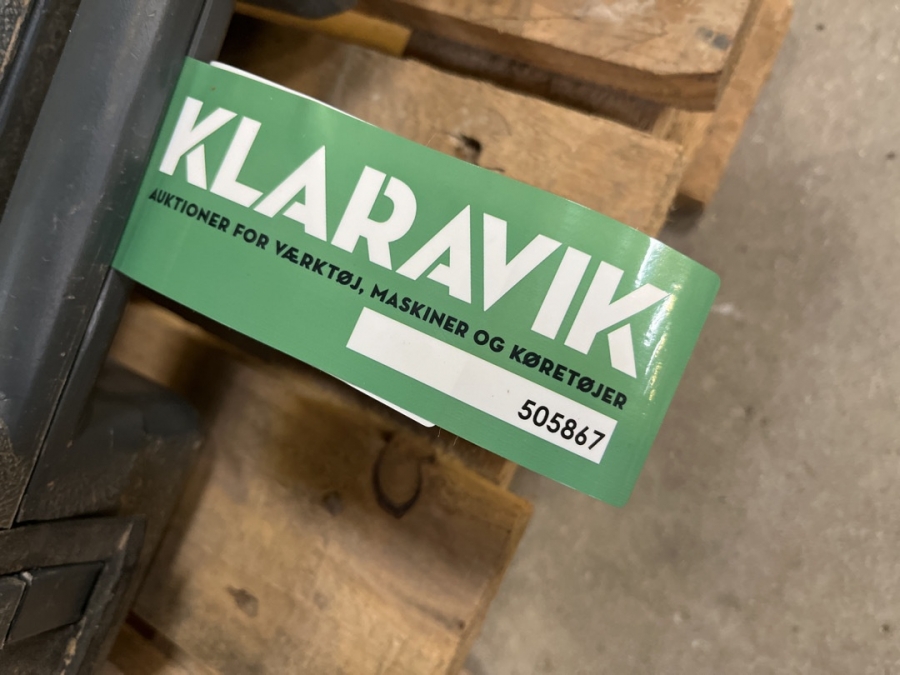 KLARAVIK
AUKTIONER FOR VÆRKTØJ, MASKINER OG KØRETØJER
505867